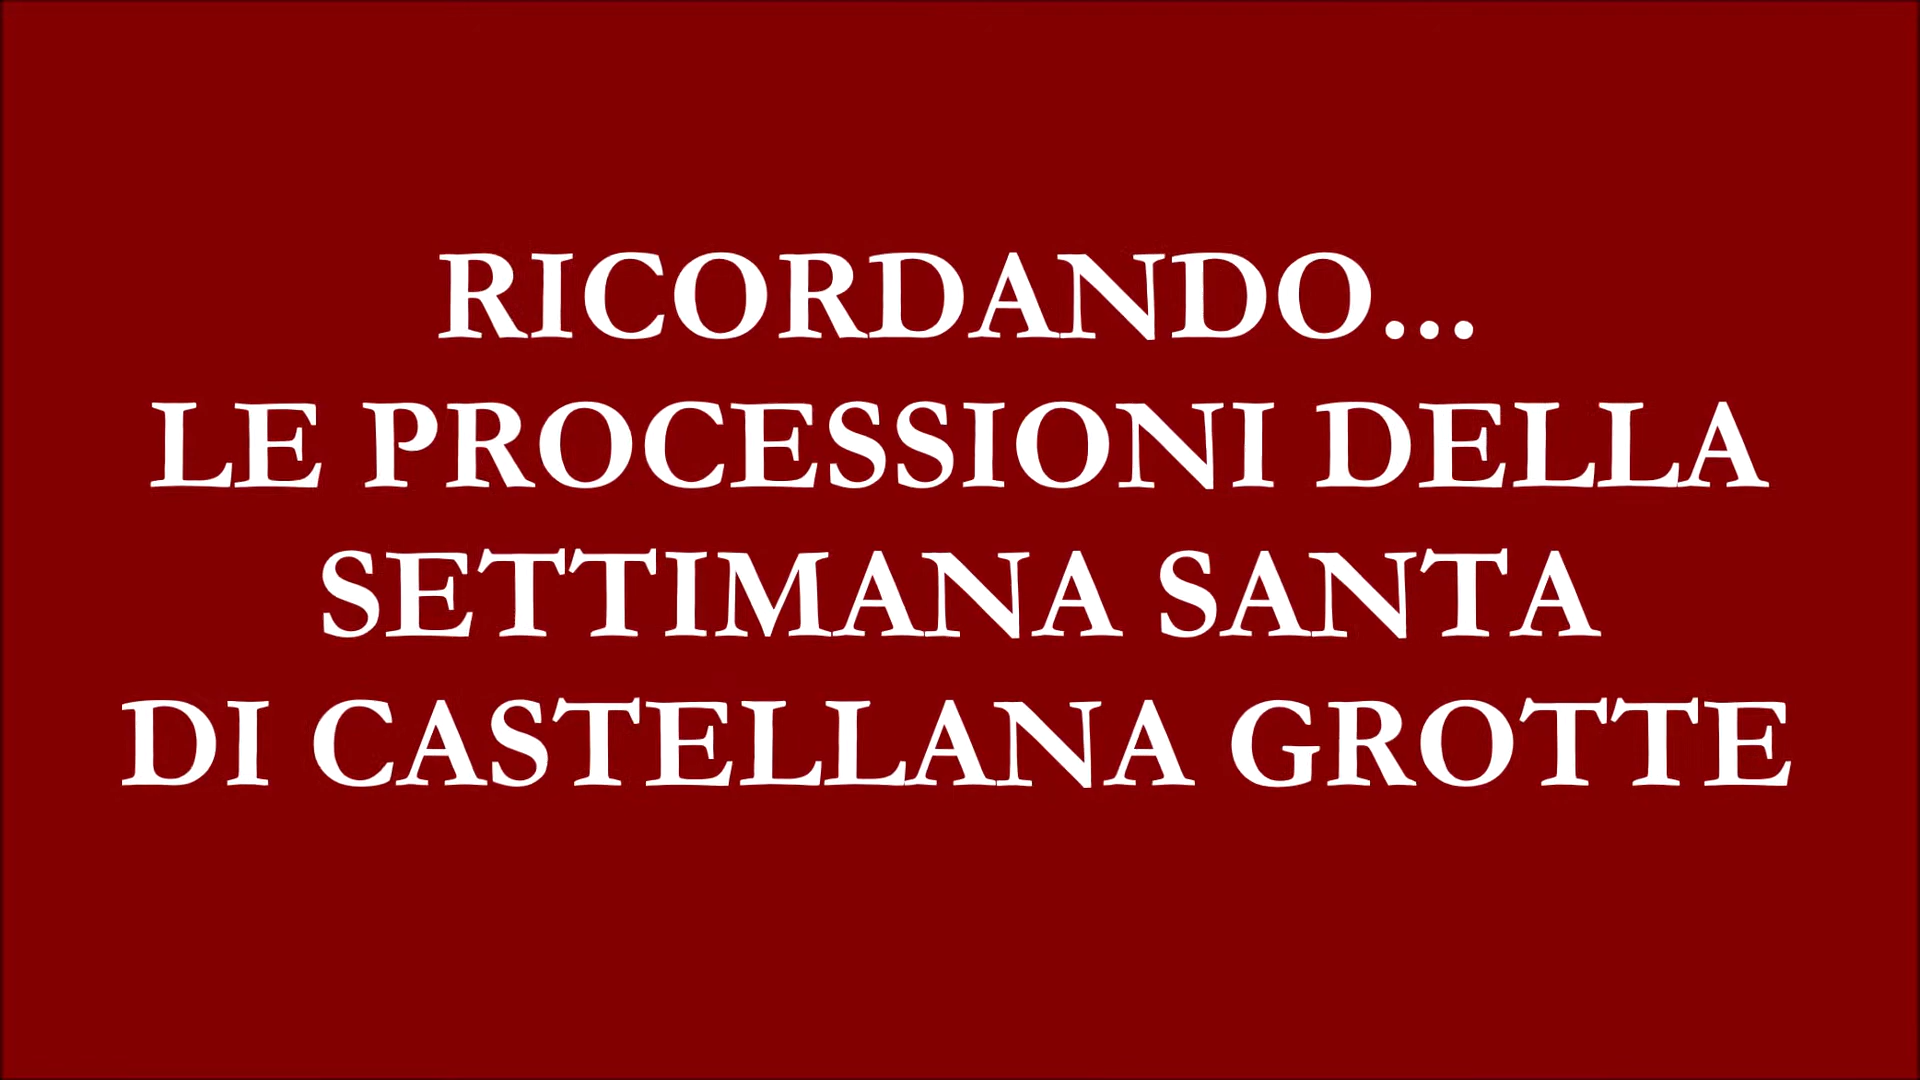 RICORDANDO...
LE PROCESSIONI DELLA
SETTIMANA SANTA
DI CASTELLANA GROTTE